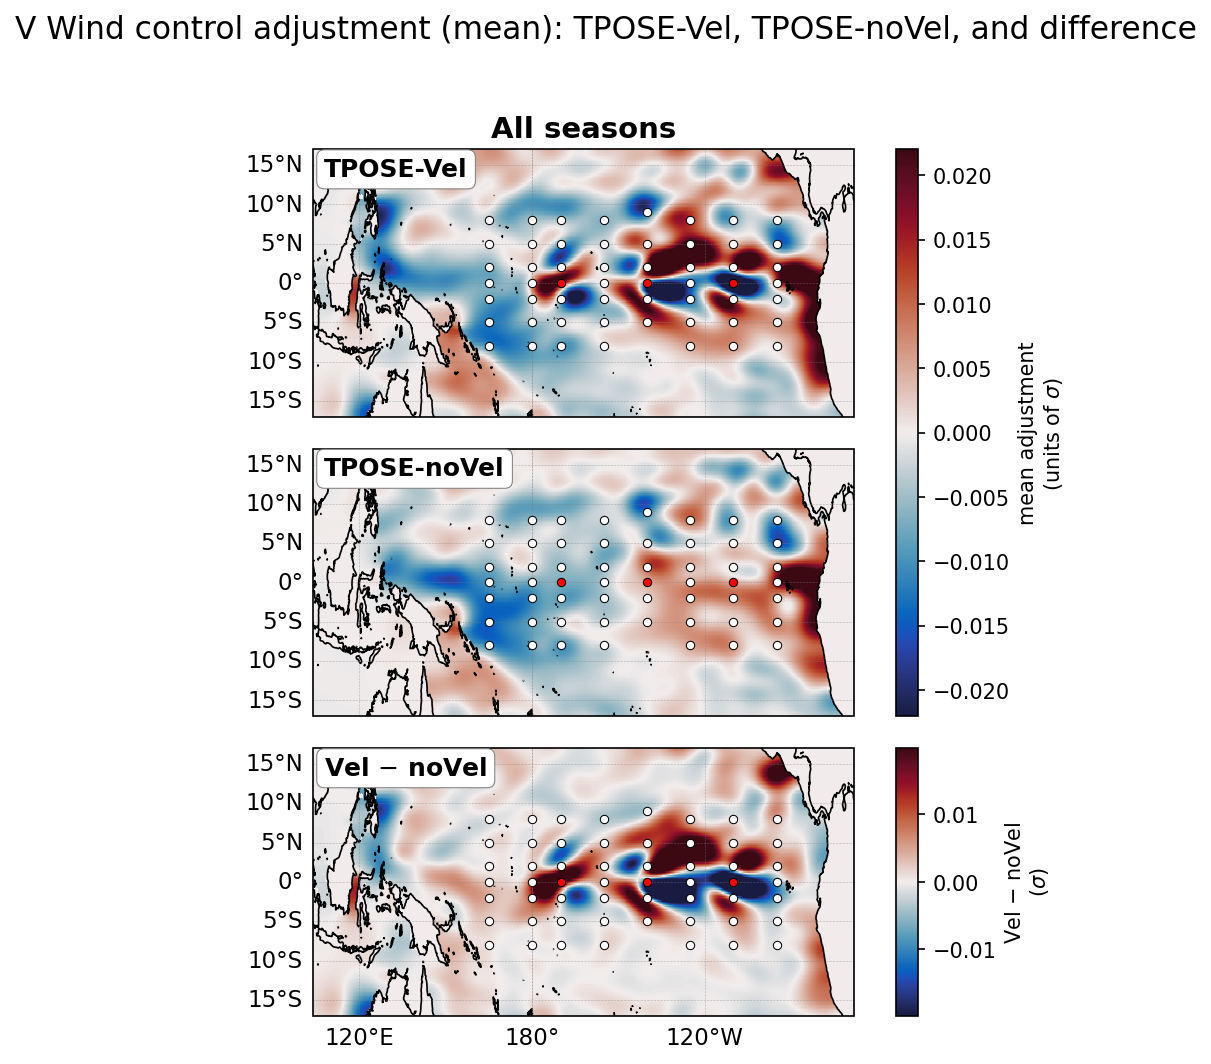 V Wind control adjustment (mean): TPOSE-Vel, TPOSE-noVel, and difference
All seasons
TPOSE-Vel
15°N
10°N
5°N
0°
5°S
10°S
15°S
TPOSE-noVel
15°N
10°N
5°N
0°
5°S
10°S
15°S
0.020
0.015
0.010
0.005
0.000
−0.005
−0.010
−0.015
−0.020
mean adjustment
(units of σ)
Vel − noVel
15°N
10°N
5°N
0°
5°S
10°S
15°S
120°E
180°
120°W
0.01
0.00
−0.01
Vel − noVel
(σ)